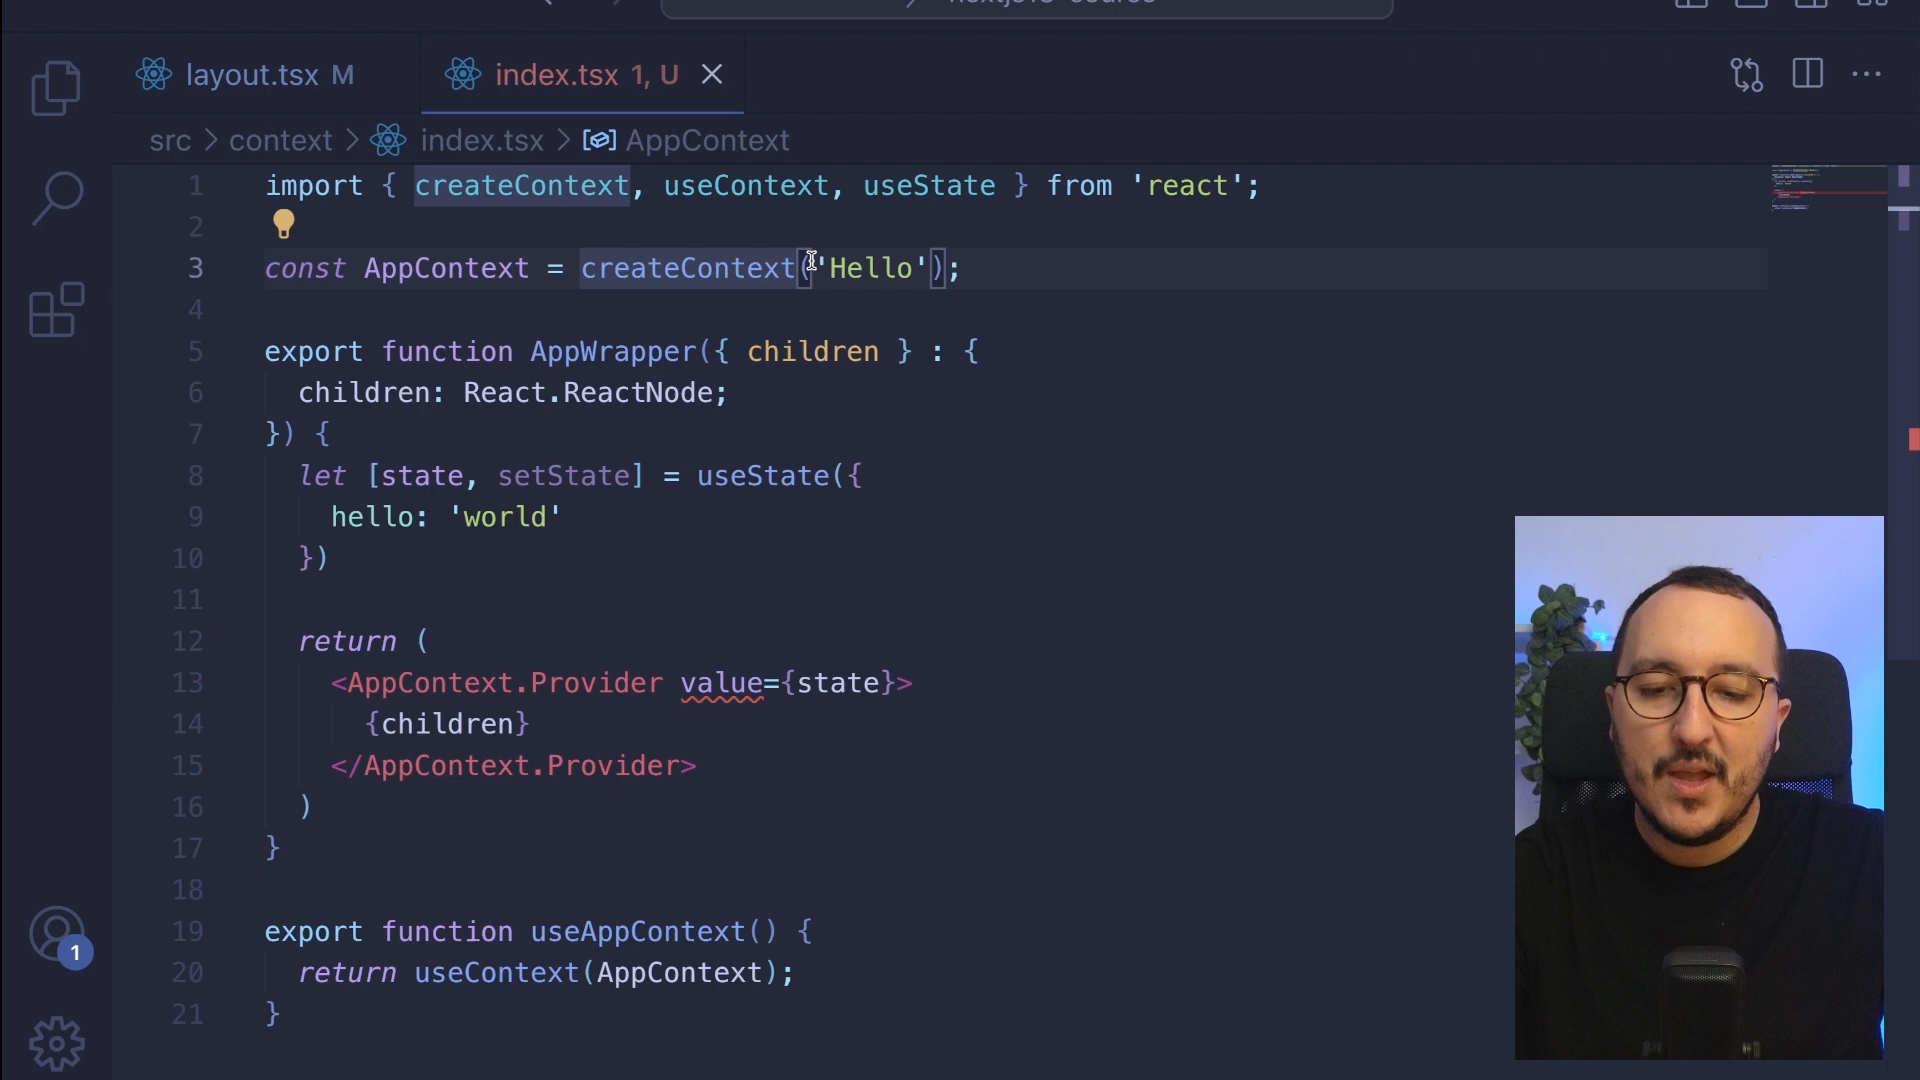 layout.tsx M
index.tsx 1, U
src > context > index.tsx > AppContext
1 import { createContext, useContext, useState } from 'react';
2
3 const AppContext = createContext('Hello');
4
5 export function AppWrapper({ children } : {
6 children: React.ReactNode;
7 }) {
8 let [state, setState] = useState({
9 hello: 'world'
10 })
11
12 return (
13 <AppContext.Provider value={state}>
14 {children}
15 </AppContext.Provider>
16 )
17 }
18
19 export function useAppContext() {
20 return useContext(AppContext);
21 }
1